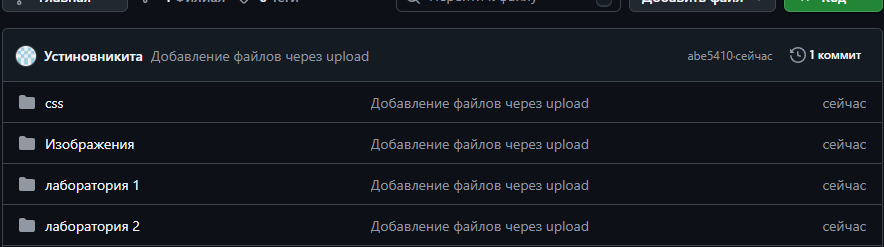 Устиновникита Добавление файлов через upload abe5410·сейчас 1 коммит
css Добавление файлов через upload сейчас
Изображения Добавление файлов через upload сейчас
лаборатория 1 Добавление файлов через upload сейчас
лаборатория 2 Добавление файлов через upload сейчас